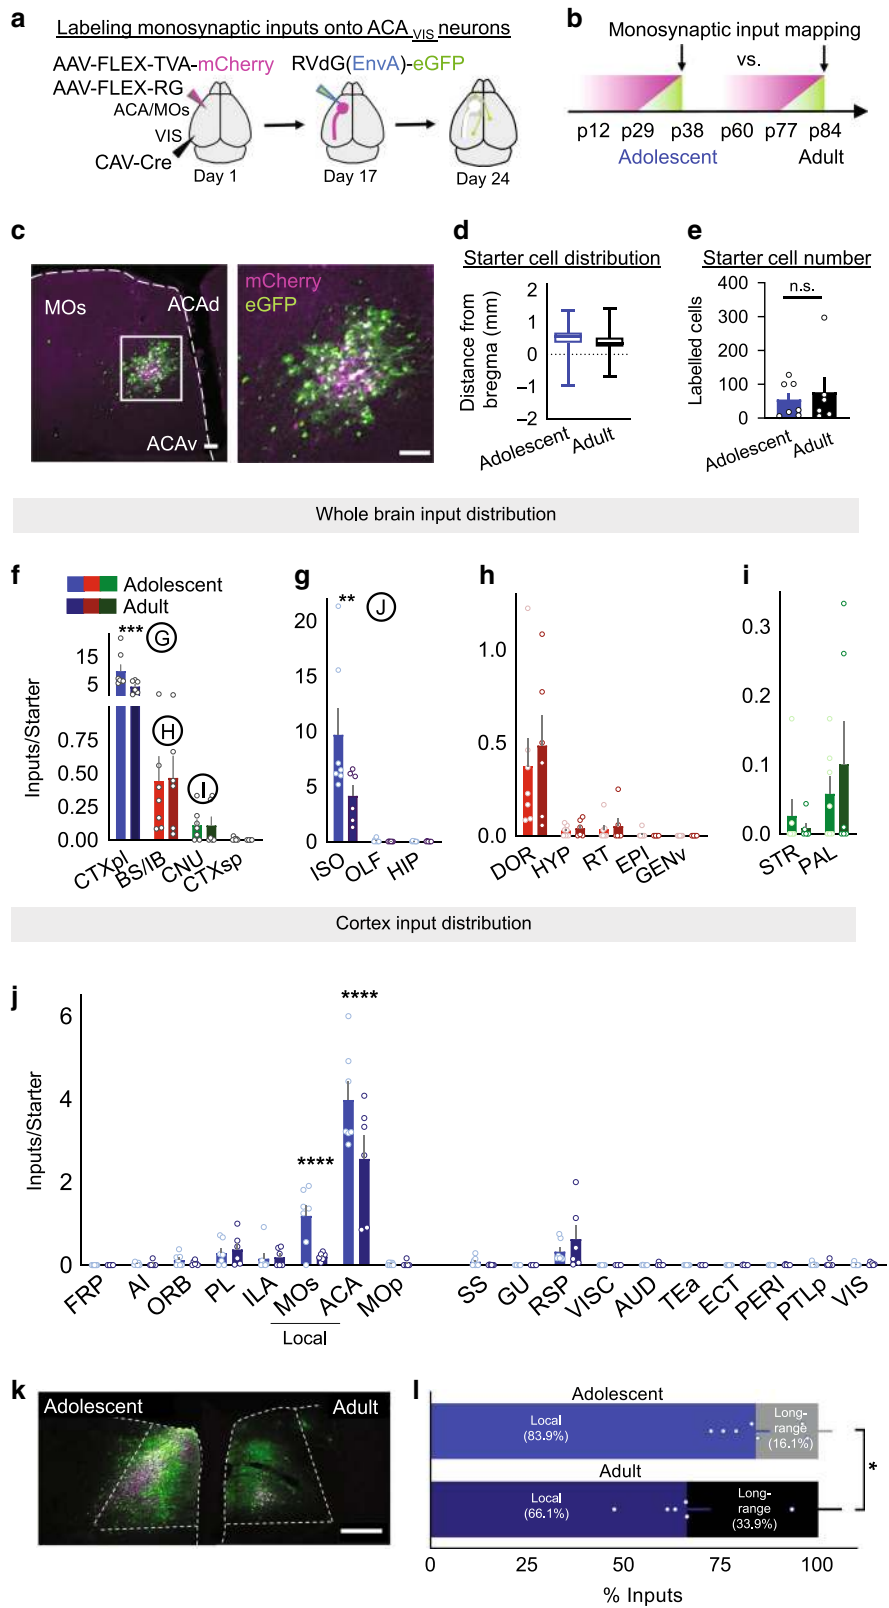 a
Labeling monosynaptic inputs onto ACA VIS neurons
AAV-FLEX-TVA-mCherry
AAV-FLEX-RG
ACA/MOs
VIS
CAV-Cre
RVdG(EnvA)-eGFP
Day 1
Day 17
Day 24
b
Monosynaptic input mapping
vs.
p12 p29 p38 p60 p77 p84
Adolescent Adult
c
MOs
ACAd
ACAv
mCherry
eGFP
d
Starter cell distribution
Distance from bregma (mm)
2
1
0
−1
−2
Adolescent
Adult
e
Starter cell number
Labelled cells
400
300
200
100
0
n.s.
Adolescent
Adult
Whole brain input distribution
f
Adolescent
Adult
Inputs/Starter
15
5
0.75
0.50
0.25
0.00
***
G
H
I
CTXpl
BS/IB
CNU
CTXsp
g
20
15
10
5
0
**
J
ISO
OLF
HIP
h
1.0
0.5
0.0
DOR
HYP
RT
EPI
GENv
i
0.3
0.2
0.1
0.0
STR
PAL
Cortex input distribution
j
Inputs/Starter
6
4
2
0
****
****
FRP
AI
ORB
PL
ILA
MOs
ACA
MOp
SS
GU
RSP
VISC
AUD
TEa
ECT
PERI
PTLp
VIS
Local
k
Adolescent
Adult
l
Adolescent
Local
(83.9%)
Long-
range
(16.1%)
Adult
Local
(66.1%)
Long-
range
(33.9%)
*
0 25 50 75 100
% Inputs